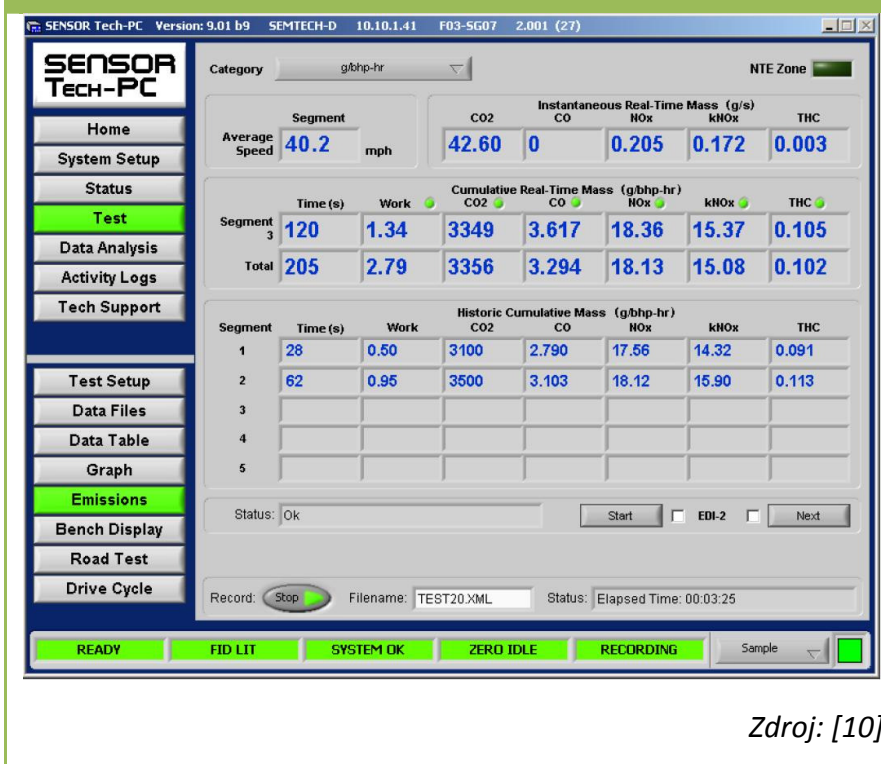 SENSOR Tech-PC Version: 9.01 b9 SEMTECH-D 10.10.1.41 F03-SG07 2.001 (27)
SENSOR
TECH-PC
Home
System Setup
Status
Test
Data Analysis
Activity Logs
Tech Support
Test Setup
Data Files
Data Table
Graph
Emissions
Bench Display
Road Test
Drive Cycle
Category g/bhp-hr NTE Zone
Instantaneous Real-Time Mass (g/s)
Segment CO2 CO NOx kNOx THC
Average Speed 40.2 mph 42.60 0 0.205 0.172 0.003
Cumulative Real-Time Mass (g/bhp-hr)
Time (s) Work CO2 CO NOx kNOx THC
Segment 3 120 1.34 3349 3.617 18.36 15.37 0.105
Total 205 2.79 3356 3.294 18.13 15.08 0.102
Historic Cumulative Mass (g/bhp-hr)
Segment Time (s) Work CO2 CO NOx kNOx THC
1 28 0.50 3100 2.790 17.56 14.32 0.091
2 62 0.95 3500 3.103 18.12 15.90 0.113
3
4
5
Status: Ok Start EDI-2 Next
Record: Stop Filename: TEST20.XML Status: Elapsed Time: 00:03:25
READY FID LIT SYSTEM OK ZERO IDLE RECORDING Sample
Zdroj: [10]